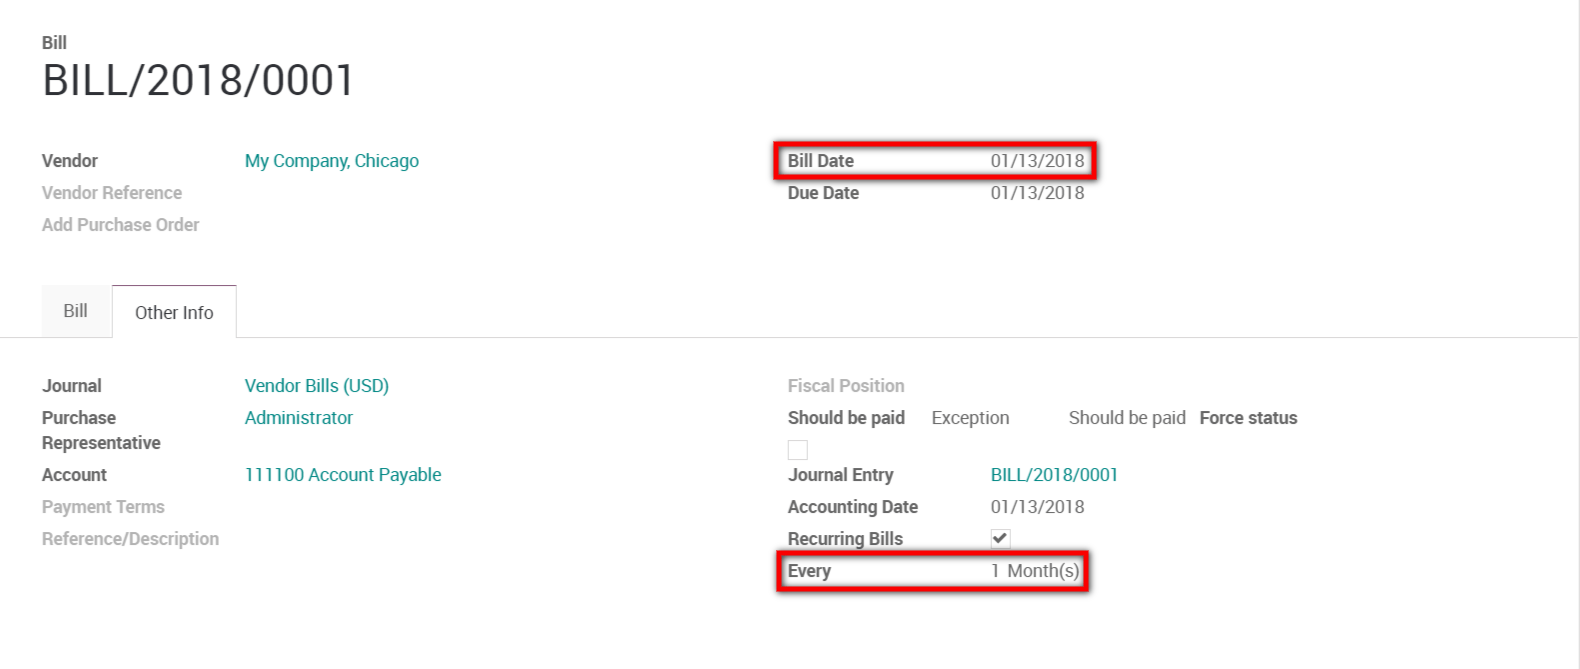 Bill
BILL/2018/0001
Vendor My Company, Chicago Bill Date 01/13/2018
Vendor Reference Due Date 01/13/2018
Add Purchase Order
Bill Other Info
Journal Vendor Bills (USD) Fiscal Position
Purchase Representative Administrator Should be paid Exception Should be paid Force status
Account 111100 Account Payable Journal Entry BILL/2018/0001
Payment Terms Accounting Date 01/13/2018
Reference/Description Recurring Bills
Every 1 Month(s)